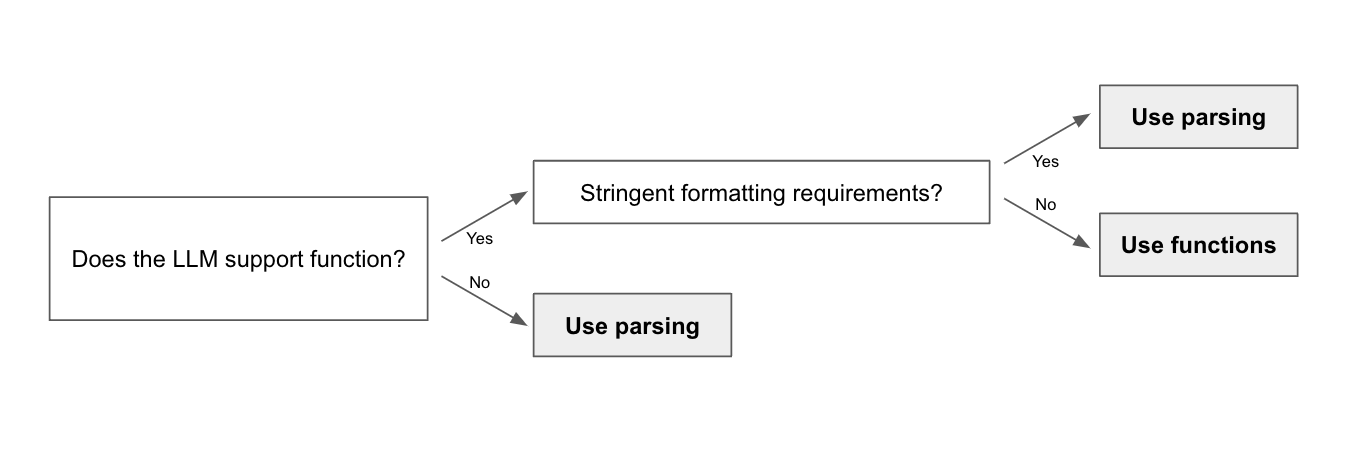 Does the LLM support function?
Yes
No
Stringent formatting requirements?
Use parsing
Yes
No
Use parsing
Use functions